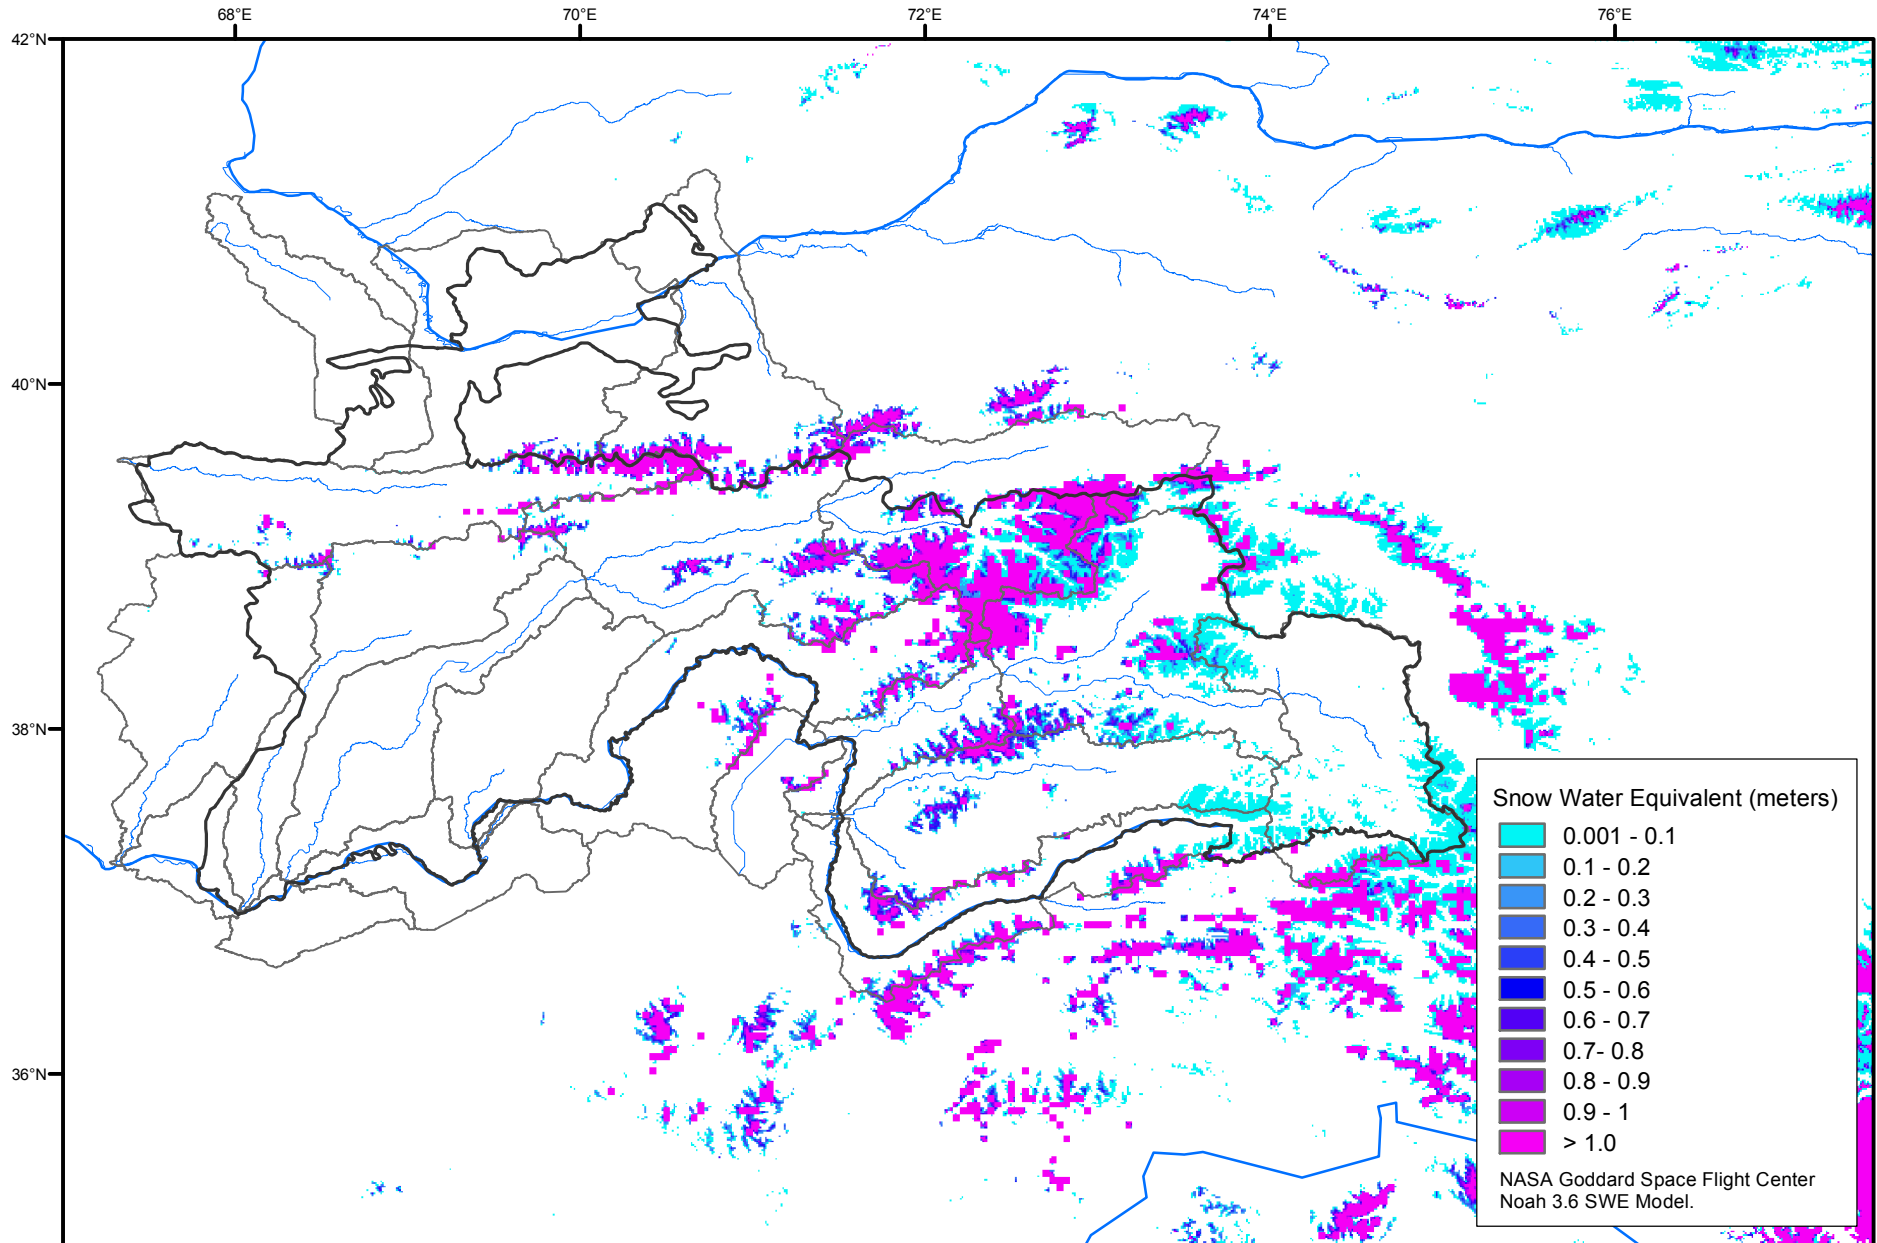 68°E
70°E
72°E
74°E
76°E
42°N
40°N
38°N
36°N
Snow Water Equivalent (meters)
0.001 - 0.1
0.1 - 0.2
0.2 - 0.3
0.3 - 0.4
0.4 - 0.5
0.5 - 0.6
0.6 - 0.7
0.7- 0.8
0.8 - 0.9
0.9 - 1
> 1.0
NASA Goddard Space Flight Center
Noah 3.6 SWE Model.